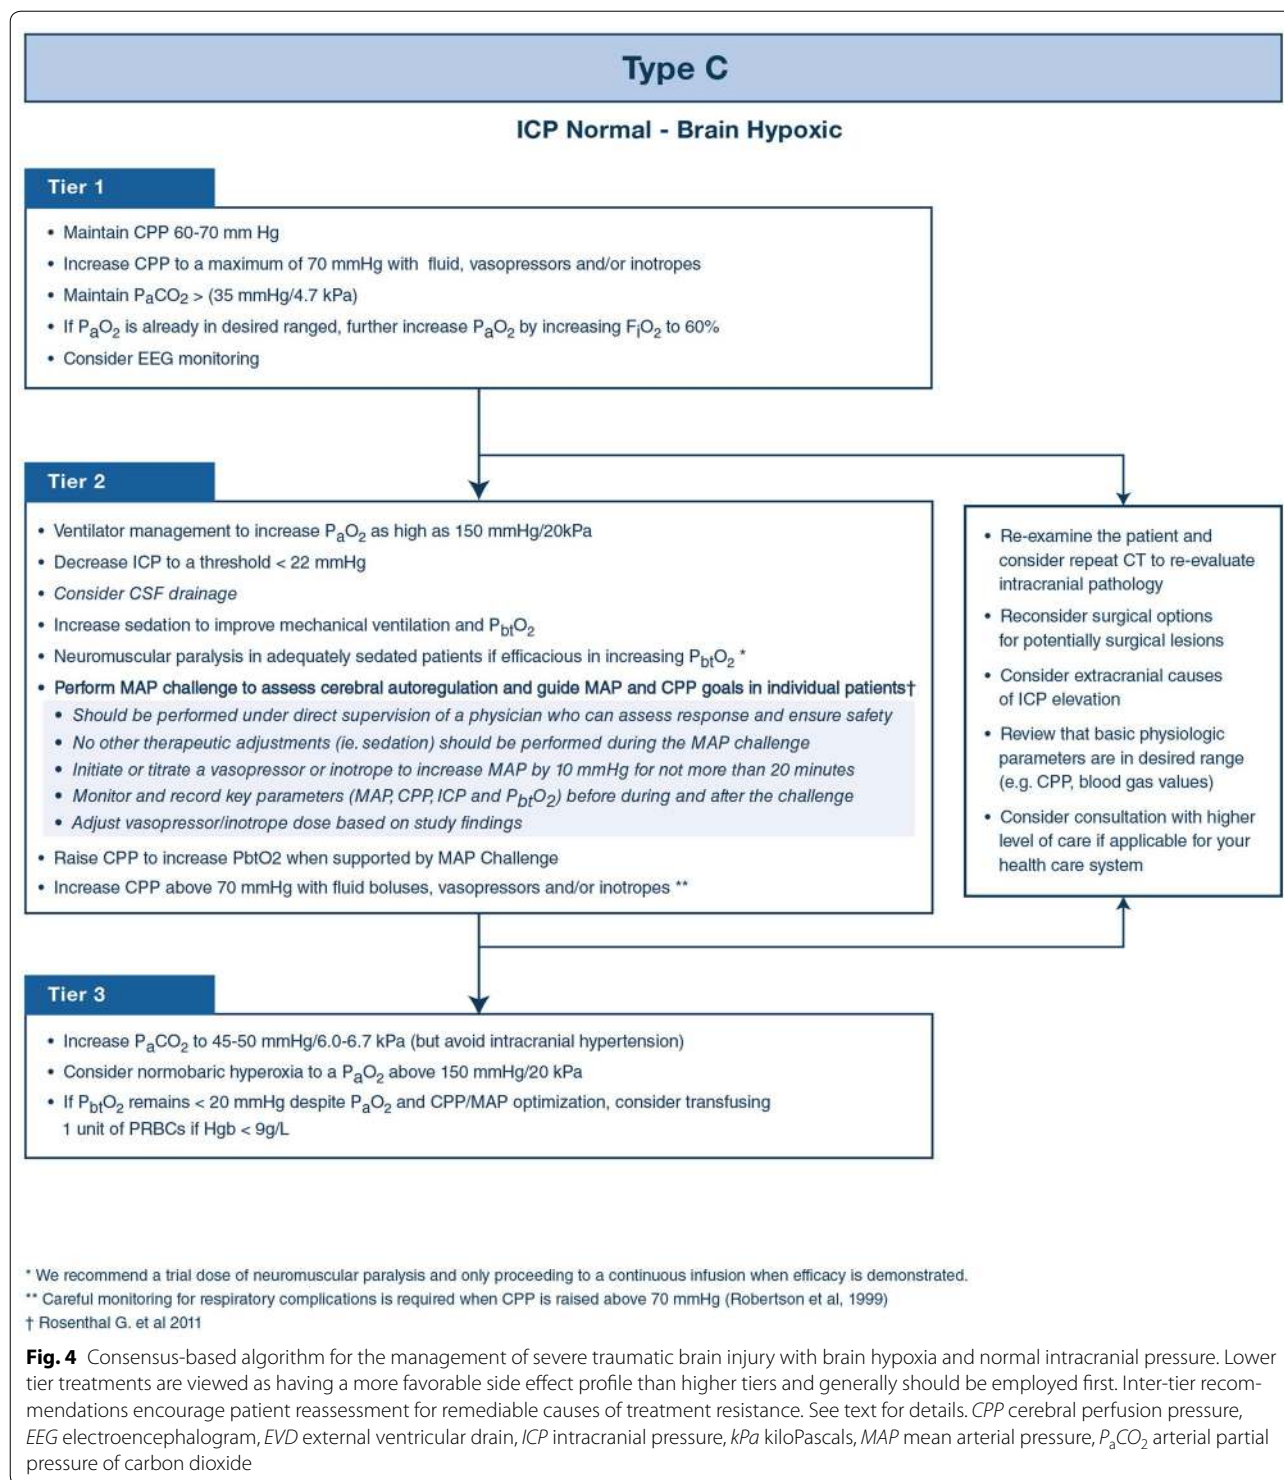 Type C
ICP Normal - Brain Hypoxic
Tier 1
• Maintain CPP 60-70 mm Hg
• Increase CPP to a maximum of 70 mmHg with fluid, vasopressors and/or inotropes
• Maintain PaCO2 > (35 mmHg/4.7 kPa)
• If PaO2 is already in desired ranged, further increase PaO2 by increasing FiO2 to 60%
• Consider EEG monitoring
Tier 2
• Ventilator management to increase PaO2 as high as 150 mmHg/20kPa
• Decrease ICP to a threshold < 22 mmHg
• Consider CSF drainage
• Increase sedation to improve mechanical ventilation and PbtO2
• Neuromuscular paralysis in adequately sedated patients if efficacious in increasing PbtO2 *
• Perform MAP challenge to assess cerebral autoregulation and guide MAP and CPP goals in individual patients†
• Should be performed under direct supervision of a physician who can assess response and ensure safety
• No other therapeutic adjustments (ie. sedation) should be performed during the MAP challenge
• Initiate or titrate a vasopressor or inotrope to increase MAP by 10 mmHg for not more than 20 minutes
• Monitor and record key parameters (MAP, CPP, ICP and PbtO2) before during and after the challenge
• Adjust vasopressor/inotrope dose based on study findings
• Raise CPP to increase PbtO2 when supported by MAP Challenge
• Increase CPP above 70 mmHg with fluid boluses, vasopressors and/or inotropes **
• Re-examine the patient and
consider repeat CT to re-evaluate
intracranial pathology
• Reconsider surgical options
for potentially surgical lesions
• Consider extracranial causes
of ICP elevation
• Review that basic physiologic
parameters are in desired range
(e.g. CPP, blood gas values)
• Consider consultation with higher
level of care if applicable for your
health care system
Tier 3
• Increase PaCO2 to 45-50 mmHg/6.0-6.7 kPa (but avoid intracranial hypertension)
• Consider normobaric hyperoxia to a PaO2 above 150 mmHg/20 kPa
• If PbtO2 remains < 20 mmHg despite PaO2 and CPP/MAP optimization, consider transfusing
1 unit of PRBCs if Hgb < 9g/L
* We recommend a trial dose of neuromuscular paralysis and only proceeding to a continuous infusion when efficacy is demonstrated.
** Careful monitoring for respiratory complications is required when CPP is raised above 70 mmHg (Robertson et al, 1999)
† Rosenthal G. et al 2011
Fig. 4 Consensus-based algorithm for the management of severe traumatic brain injury with brain hypoxia and normal intracranial pressure. Lower
tier treatments are viewed as having a more favorable side effect profile than higher tiers and generally should be employed first. Inter-tier recom-
mendations encourage patient reassessment for remediable causes of treatment resistance. See text for details. CPP cerebral perfusion pressure,
EEG electroencephalogram, EVD external ventricular drain, ICP intracranial pressure, kPa kiloPascals, MAP mean arterial pressure, PaCO2 arterial partial
pressure of carbon dioxide